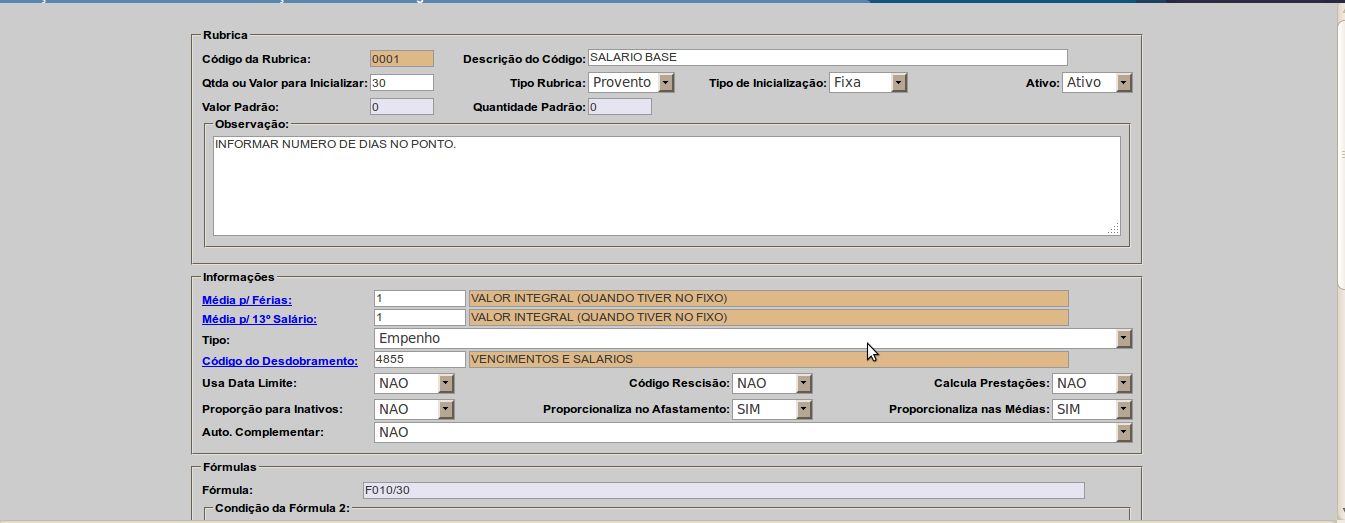 Rubrica
Código da Rubrica: 0001 Descrição do Código: SALARIO BASE
Qtda ou Valor para Inicializar: 30 Tipo Rubrica: Provento Tipo de Inicialização: Fixa Ativo: Ativo
Valor Padrão: 0 Quantidade Padrão: 0
Observação:
INFORMAR NUMERO DE DIAS NO PONTO.
Informações
Média p/ Férias: 1 VALOR INTEGRAL (QUANDO TIVER NO FIXO)
Média p/ 13º Salário: 1 VALOR INTEGRAL (QUANDO TIVER NO FIXO)
Tipo: Empenho
Código do Desdobramento: 4855 VENCIMENTOS E SALARIOS
Usa Data Limite: NAO Código Rescisão: NAO Calcula Prestações: NAO
Proporção para Inativos: NAO Proporcionaliza no Afastamento: SIM Proporcionaliza nas Médias: SIM
Auto. Complementar: NAO
Fórmulas
Fórmula: F010/30
Condição da Fórmula 2: